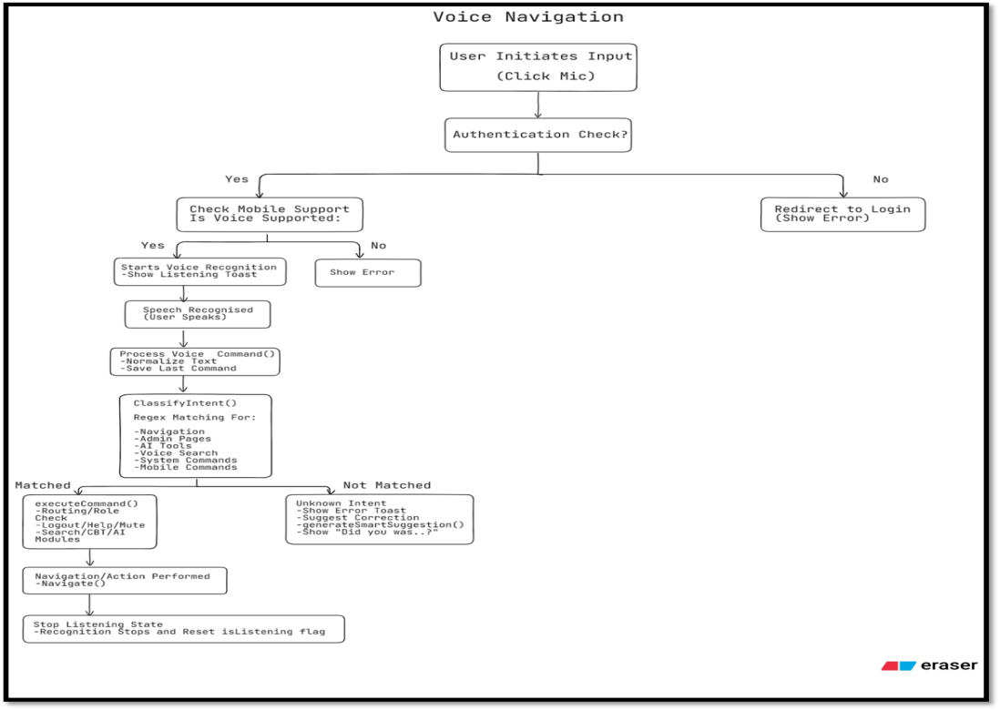 Voice Navigation
User Initiates Input
(Click Mic)
Authentication Check?
Yes
No
Check Mobile Support
Is Voice Supported:
Redirect to Login
(Show Error)
Yes
No
Starts Voice Recognition
-Show Listening Toast
Show Error
Speech Recognised
(User Speaks)
Process Voice Command()
-Normalize Text
-Save Last Command
ClassifyIntent()
Regex Matching For:
-Navigation
-Admin Pages
-AI Tools
-Voice Search
-System Commands
-Mobile Commands
Matched
Not Matched
executeCommand()
-Routing/Role
Check
-Logout/Help/Mute
-Search/CBT/AI
Modules
Unknown Intent
-Show Error Toast
-Suggest Correction
-generateSmartSuggestion()
-Show "Did you was..?"
Navigation/Action Performed
-Navigate()
Stop Listening State
-Recognition Stops and Reset isListening flag
eraser